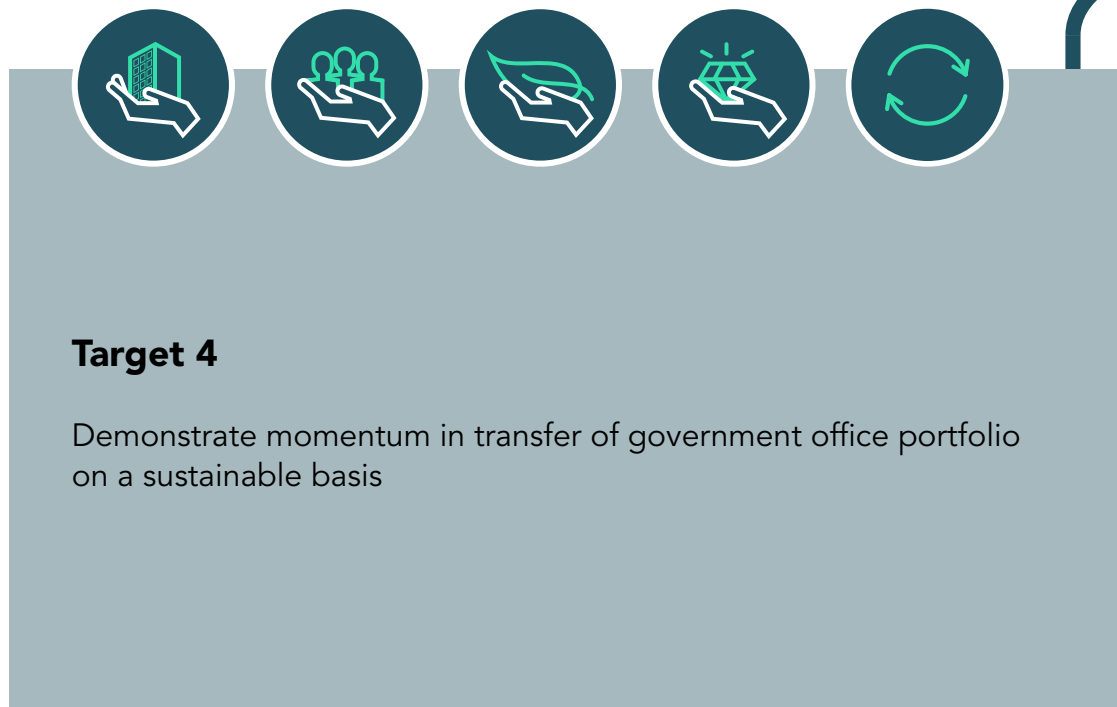 Target 4
Demonstrate momentum in transfer of government office portfolio
on a sustainable basis